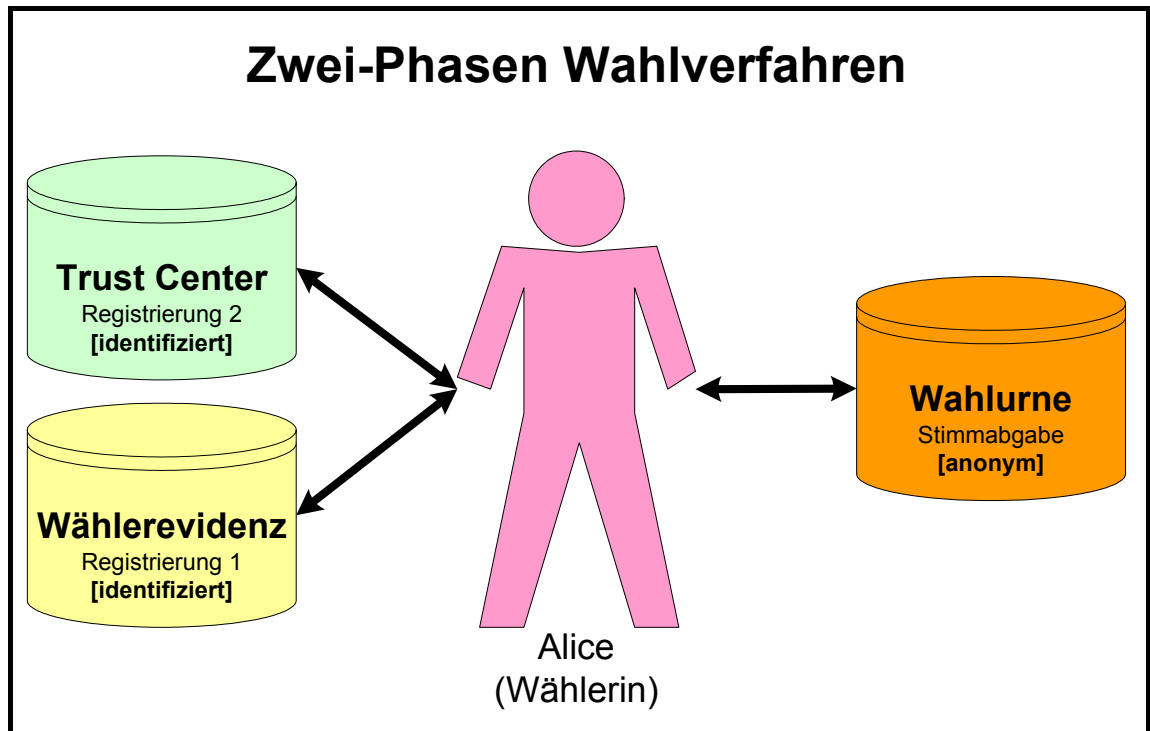 Zwei-Phasen Wahlverfahren
Trust Center
Registrierung 2
[identifiziert]
Wählerevidenz
Registrierung 1
[identifiziert]
Alice
(Wählerin)
Wahlurne
Stimmabgabe
[anonym]